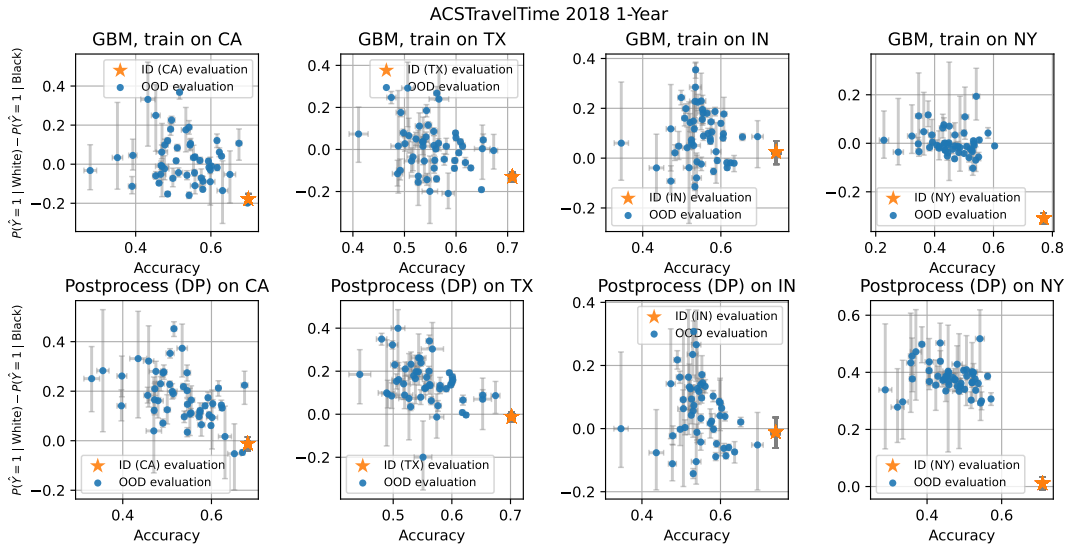 ACSTravelTime 2018 1-Year
GBM, train on CA
GBM, train on TX
GBM, train on IN
GBM, train on NY
P(Ŷ = 1 | White) − P(Ŷ = 1 | Black)
0.4
0.2
0.0
−0.2
ID (CA) evaluation
OOD evaluation
0.4
0.6
Accuracy
0.4
0.2
0.0
−0.2
ID (TX) evaluation
OOD evaluation
0.4
0.5
0.6
0.7
Accuracy
0.4
0.2
0.0
−0.2
ID (IN) evaluation
OOD evaluation
0.4
0.6
Accuracy
0.2
0.0
−0.2
ID (NY) evaluation
OOD evaluation
0.2
0.4
0.6
0.8
Accuracy
Postprocess (DP) on CA
Postprocess (DP) on TX
Postprocess (DP) on IN
Postprocess (DP) on NY
P(Ŷ = 1 | White) − P(Ŷ = 1 | Black)
0.4
0.2
0.0
−0.2
ID (CA) evaluation
OOD evaluation
0.4
0.6
Accuracy
0.4
0.2
0.0
−0.2
ID (TX) evaluation
OOD evaluation
0.5
0.6
0.7
Accuracy
0.4
0.2
0.0
−0.2
ID (IN) evaluation
OOD evaluation
0.4
0.6
Accuracy
0.6
0.4
0.2
0.0
ID (NY) evaluation
OOD evaluation
0.4
0.6
Accuracy